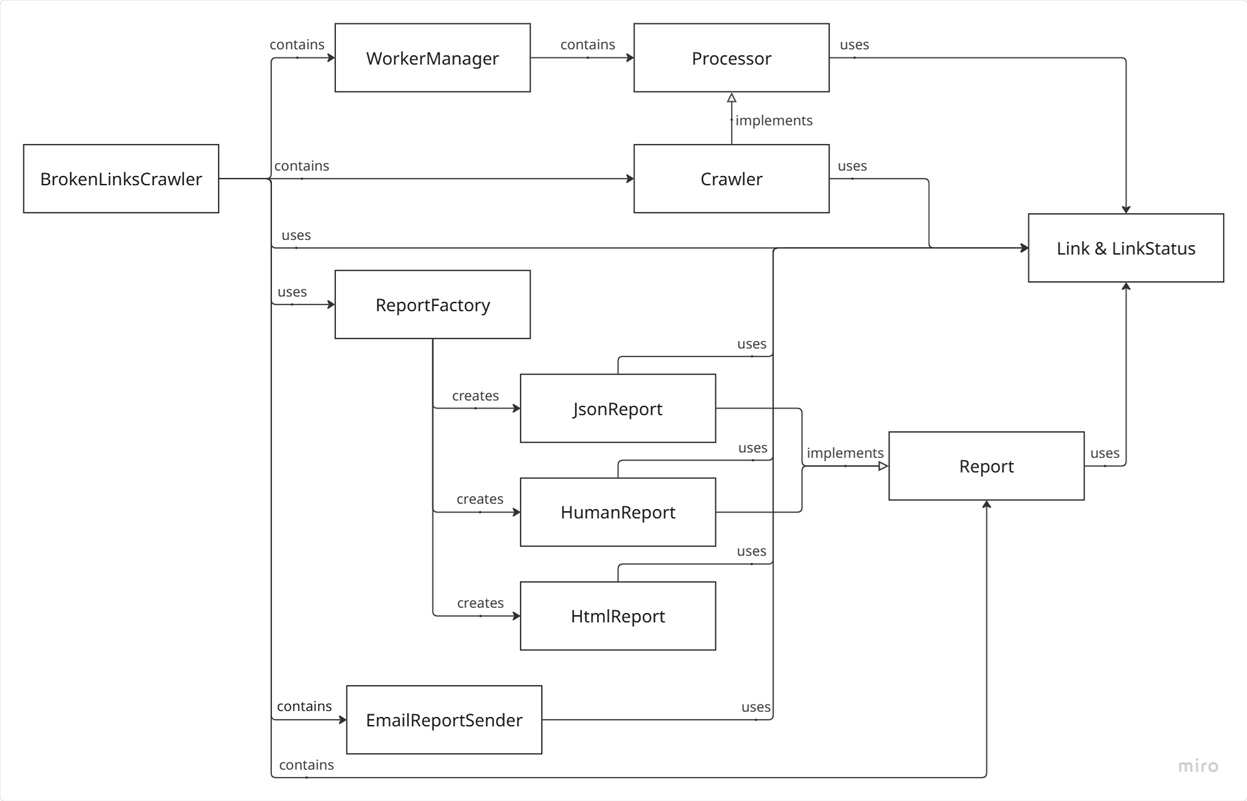 contains
WorkerManager
contains
Processor
uses
implements
BrokenLinksCrawler
contains
Crawler
uses
uses
Link & LinkStatus
uses
ReportFactory
uses
creates
JsonReport
uses
implements
Report
uses
creates
HumanReport
uses
creates
HtmlReport
contains
EmailReportSender
uses
contains
miro